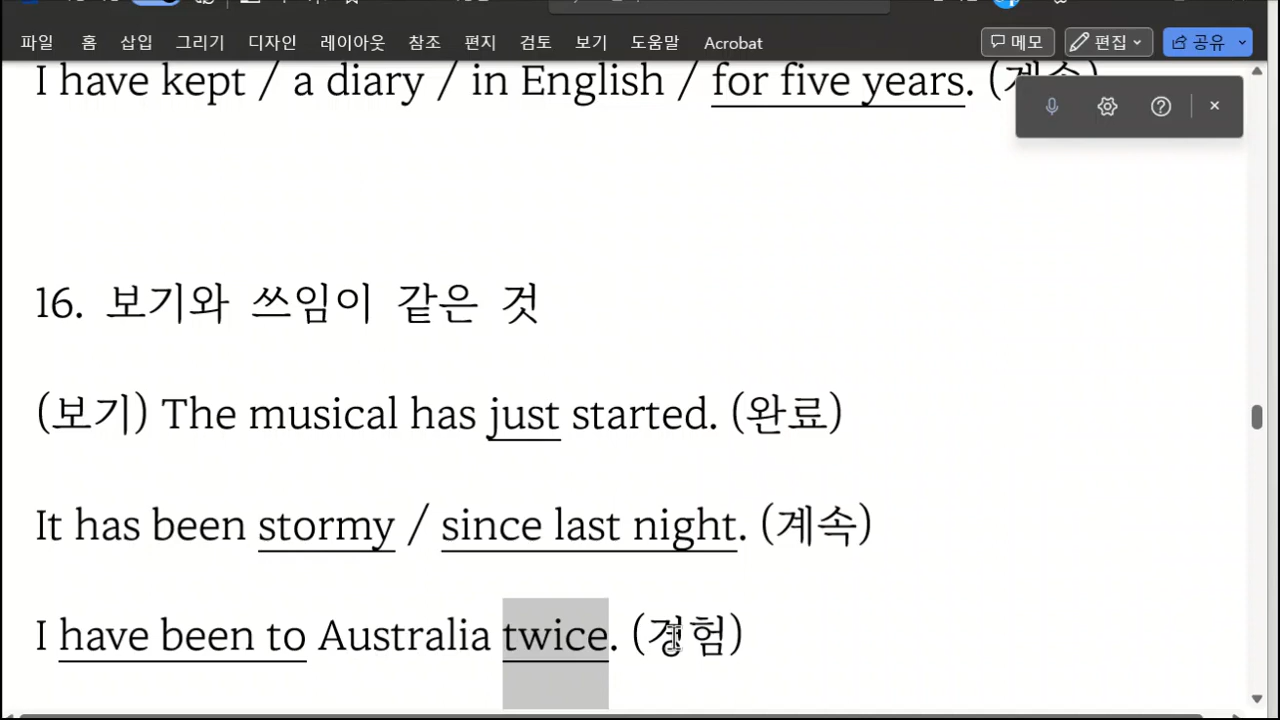 파일 홈 삽입 그리기 디자인 레이아웃 참조 편지 검토 보기 도움말 Acrobat 메모 편집 공유
I have kept / a diary / in English / for five years. (계속)
16. 보기와 쓰임이 같은 것
(보기) The musical has just started. (완료)
It has been stormy / since last night. (계속)
I have been to Australia twice. (경험)